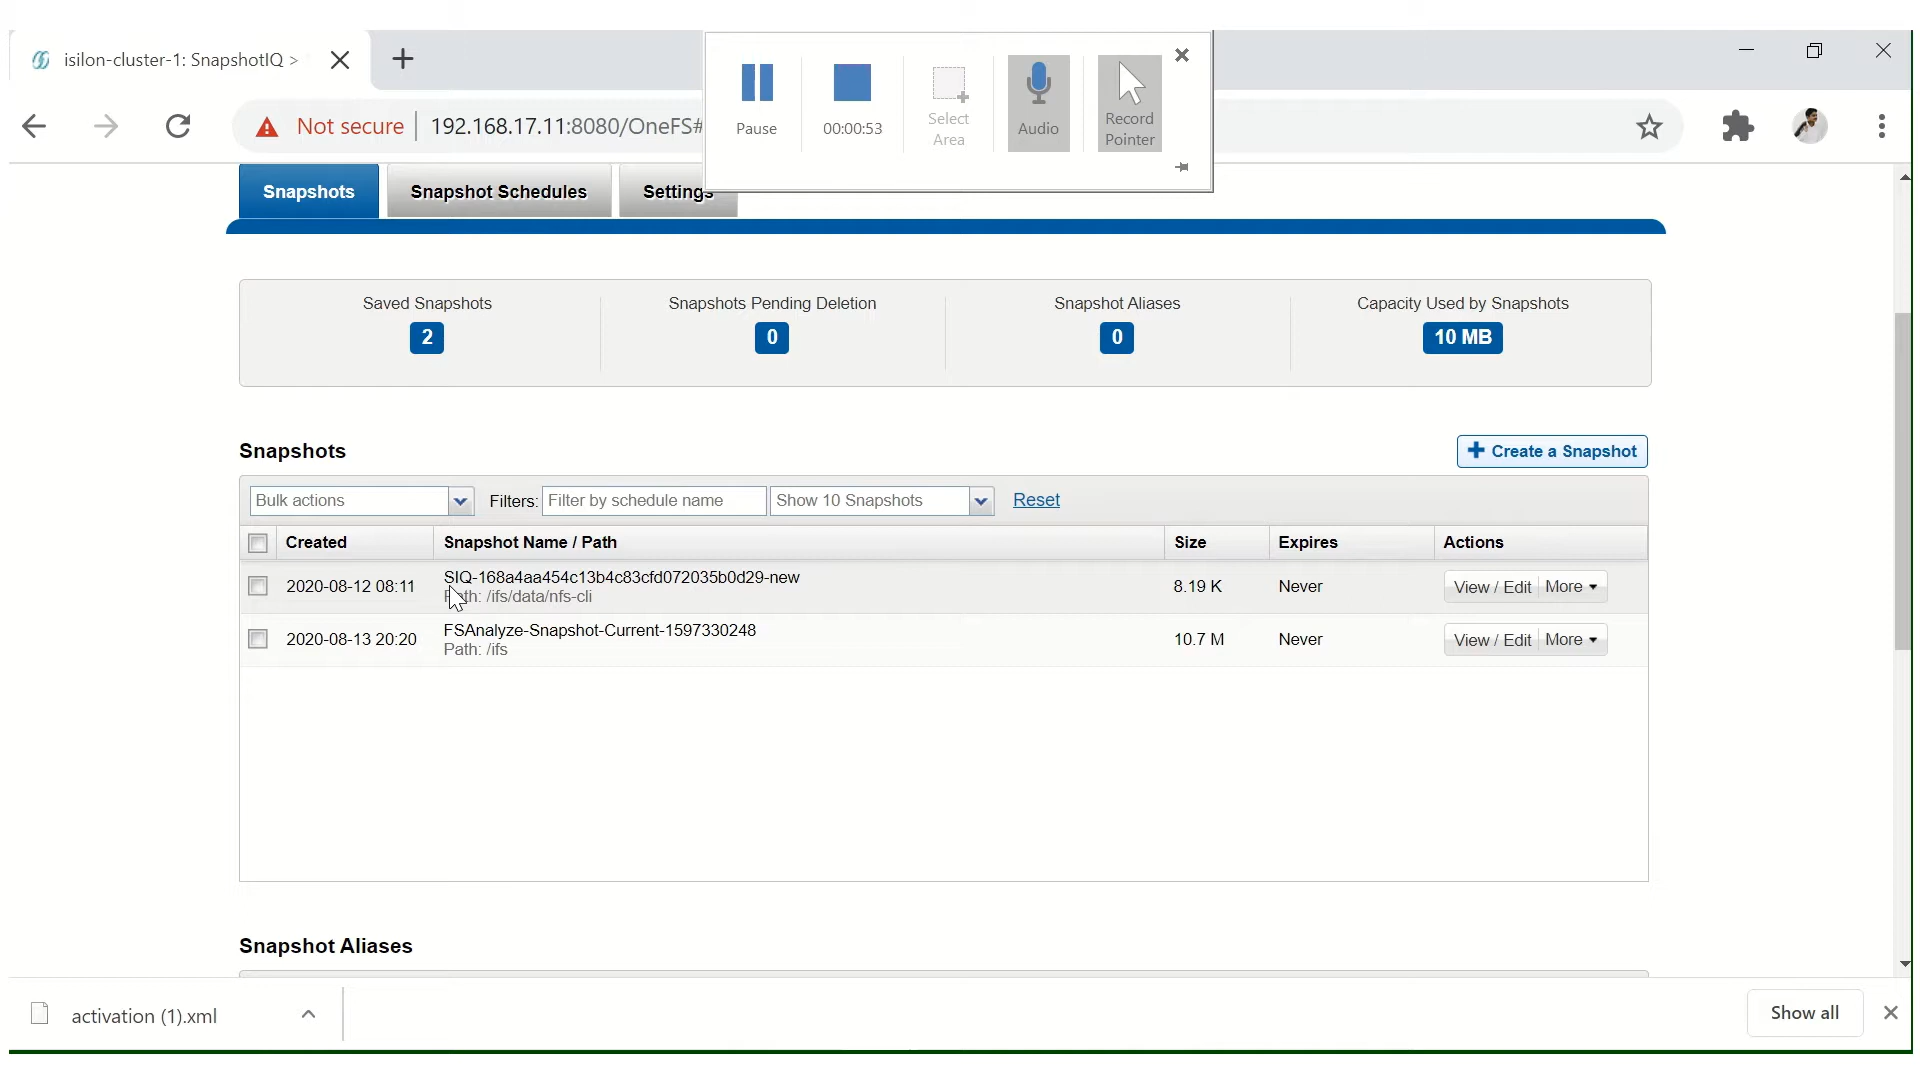 isilon-cluster-1: SnapshotIQ >
Pause
00:00:53
Select
Area
Audio
Record
Pointer
Not secure
192.168.17.11:8080/OneFS#
Snapshots
Snapshot Schedules
Settings
Saved Snapshots
2
Snapshots Pending Deletion
0
Snapshot Aliases
0
Capacity Used by Snapshots
10 MB
Snapshots
Create a Snapshot
Bulk actions
Filters:
Filter by schedule name
Show 10 Snapshots
Reset
Created
Snapshot Name / Path
Size
Expires
Actions
2020-08-12 08:11
SIQ-168a4aa454c13b4c83cfd072035b0d29-new
Path: /ifs/data/nfs-cli
8.19 K
Never
View / Edit
More
2020-08-13 20:20
FSAnalyze-Snapshot-Current-1597330248
Path: /ifs
10.7 M
Never
View / Edit
More
Snapshot Aliases
activation (1).xml
Show all